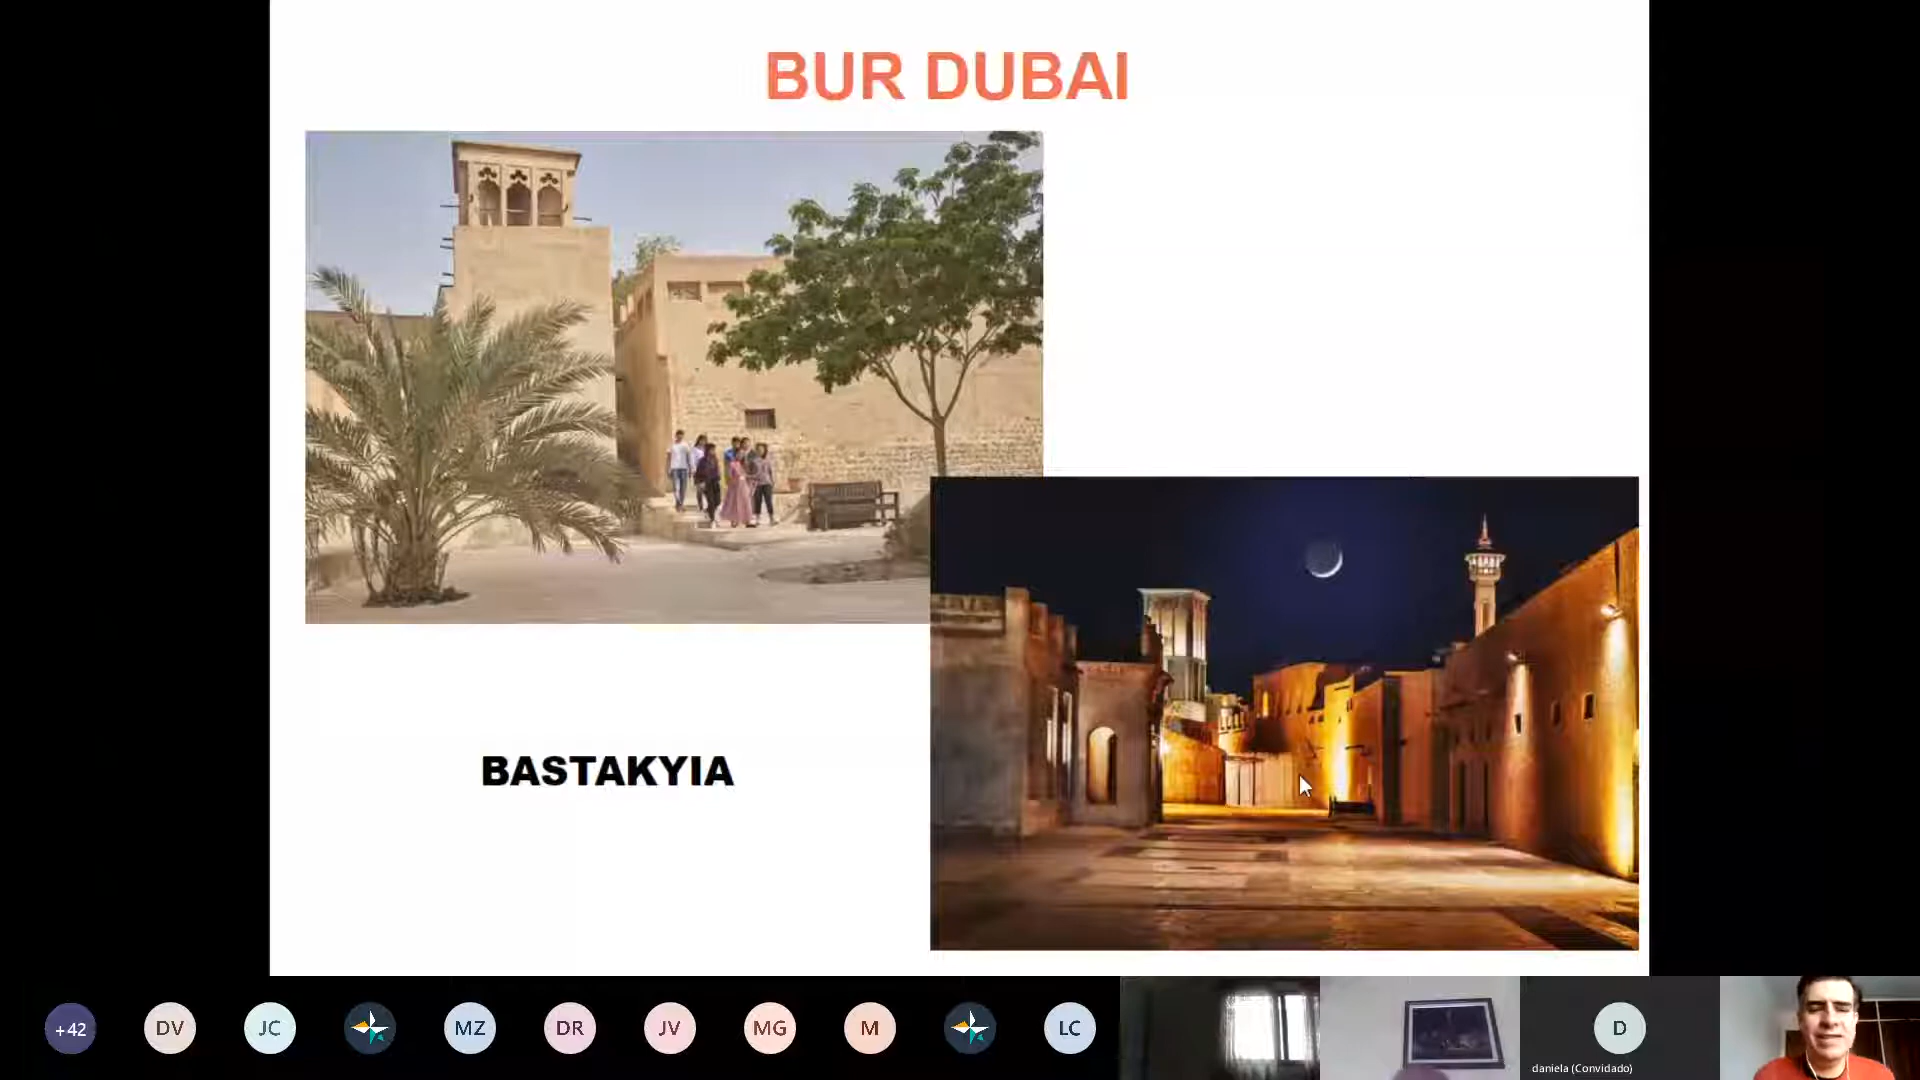 BUR DUBAI
BASTAKYIA
+42
DV
JC
MZ
DR
JV
MG
M
LC
D
daniela (Convidado)